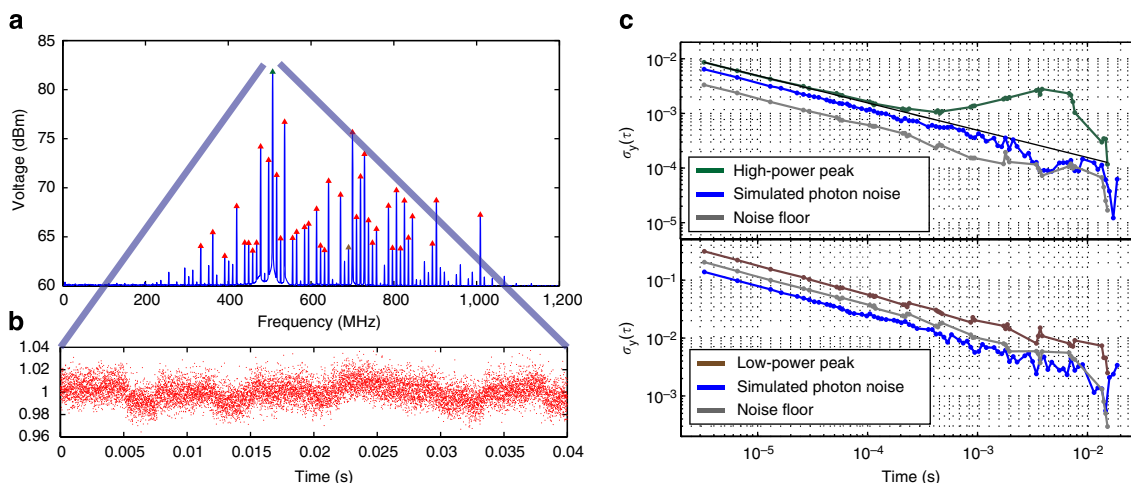 a
85
80
75
70
65
60
Voltage (dBm)
0
200
400
600
800
1,000
1,200
Frequency (MHz)
b
1.04
1.02
1
0.98
0.96
0
0.005
0.01
0.015
0.02
0.025
0.03
0.035
0.04
Time (s)
c
10⁻²
10⁻³
10⁻⁴
10⁻⁵
σy(τ)
High-power peak
Simulated photon noise
Noise floor
10⁻¹
10⁻²
10⁻³
σy(τ)
Low-power peak
Simulated photon noise
Noise floor
10⁻⁵
10⁻⁴
10⁻³
10⁻²
Time (s)